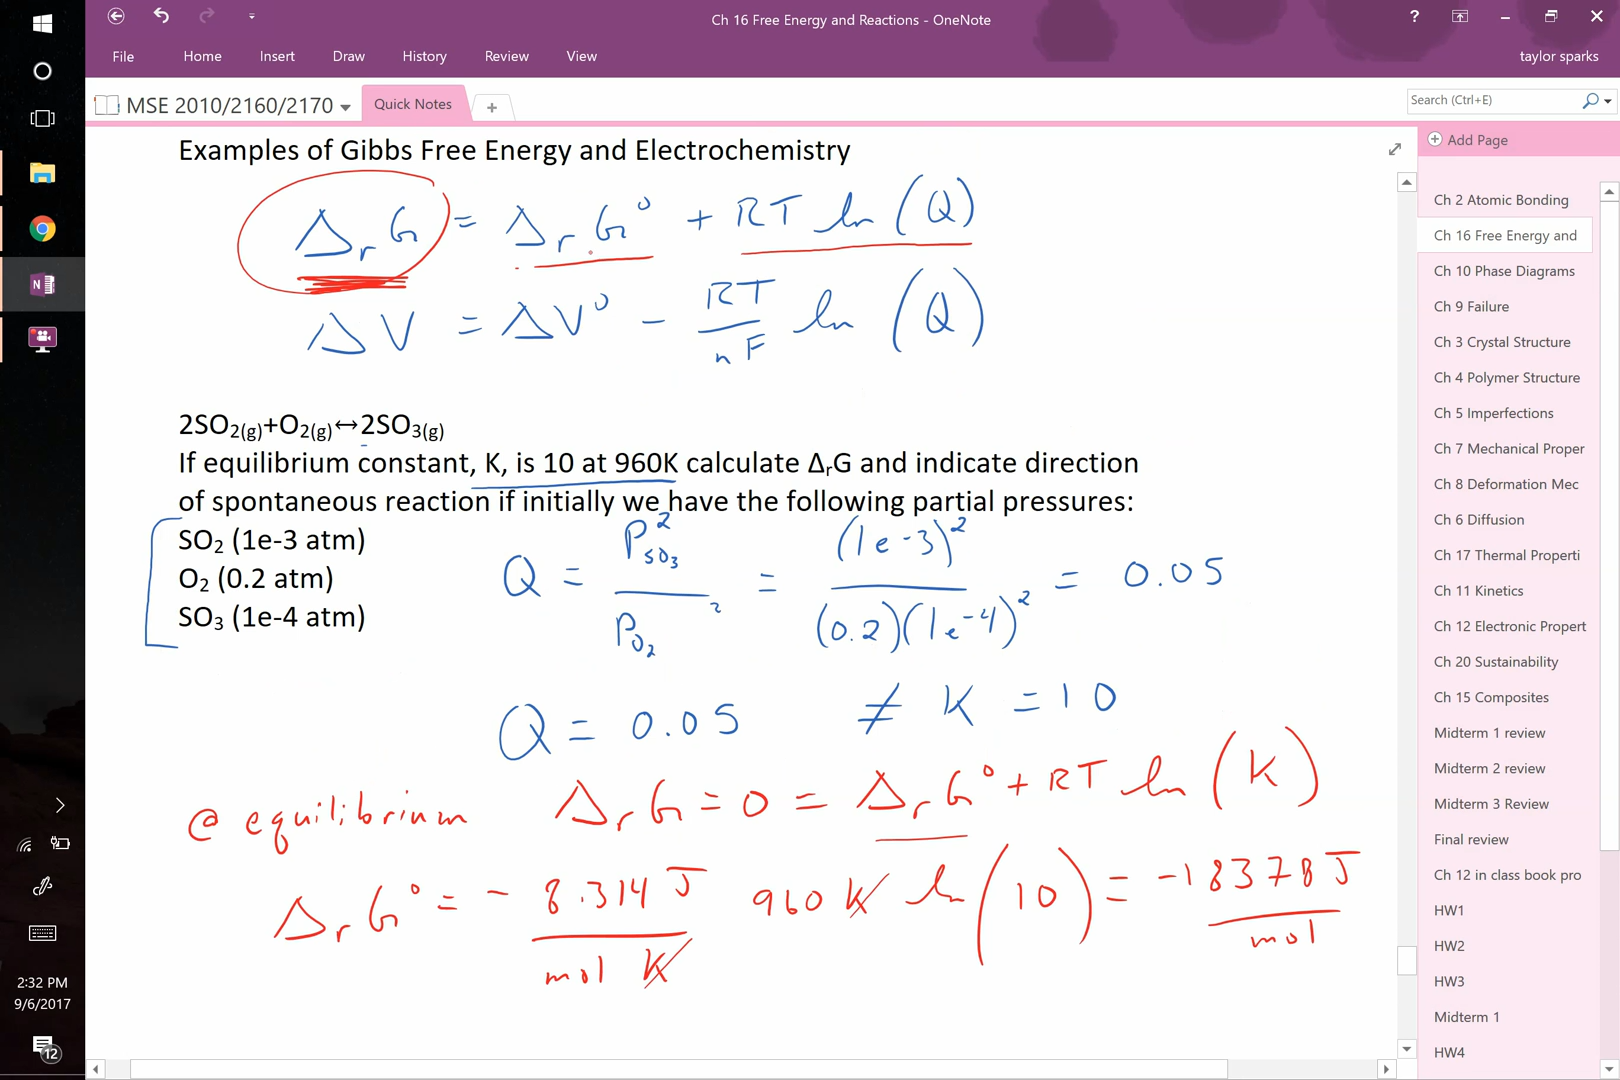 Ch 16 Free Energy and Reactions - OneNote
?
File Home Insert Draw History Review View
taylor sparks
MSE 2010/2160/2170
Quick Notes
+
Search (Ctrl+E)
Add Page
Ch 2 Atomic Bonding
Ch 16 Free Energy and
Ch 10 Phase Diagrams
Ch 9 Failure
Ch 3 Crystal Structure
Ch 4 Polymer Structure
Ch 5 Imperfections
Ch 7 Mechanical Proper
Ch 8 Deformation Mec
Ch 6 Diffusion
Ch 17 Thermal Properti
Ch 11 Kinetics
Ch 12 Electronic Propert
Ch 20 Sustainability
Ch 15 Composites
Midterm 1 review
Midterm 2 review
Midterm 3 Review
Final review
Ch 12 in class book pro
HW1
HW2
HW3
Midterm 1
HW4
Examples of Gibbs Free Energy and Electrochemistry
ΔrG = ΔrG° + RT ln (Q)
ΔV = ΔV° - RT/nF ln (Q)
2SO₂(g)+O₂(g)↔2SO₃(g)
If equilibrium constant, K, is 10 at 960K calculate ΔrG and indicate direction
of spontaneous reaction if initially we have the following partial pressures:
SO₂ (1e-3 atm)
O₂ (0.2 atm)
SO₃ (1e-4 atm)
Q = P²SO₃ / PO₂ ² = (1e-3)² / (0.2)(1e-4)² = 0.05
Q = 0.05 ≠ K = 10
@ equilibrium ΔrG = 0 = ΔrG° + RT ln (K)
ΔrG° = - 8.314 J / mol K 960 K ln (10) = -18378 J / mol
N
2:32 PM
9/6/2017
12